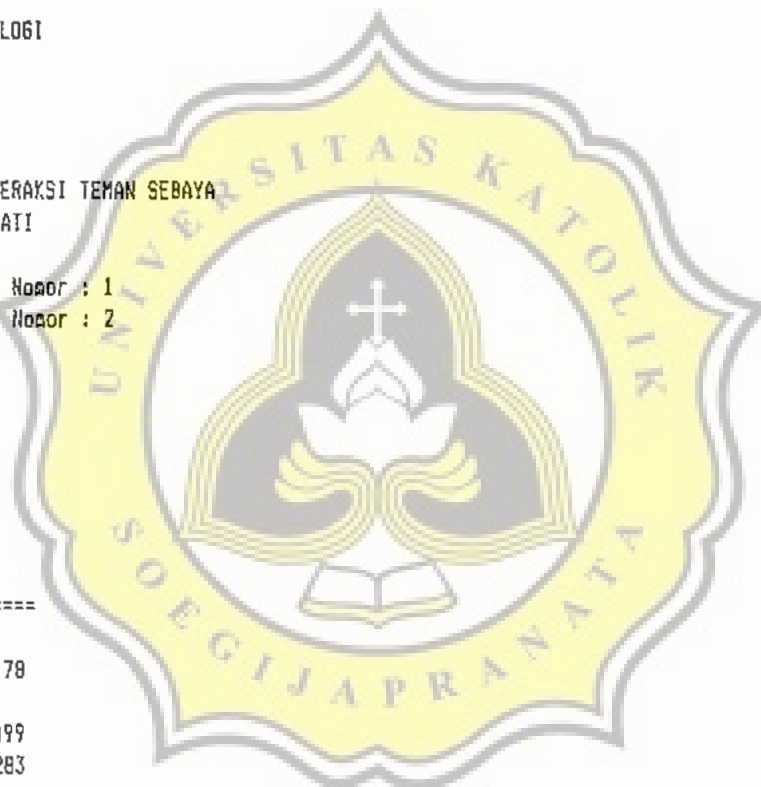 LOGI
ERAKSI TEMAN SEBAYA
ATI
Nomor : 1
Nomor : 2
UNIVERSITAS KATOLIK
SOEGIJAPRANATA
====
78
99
283